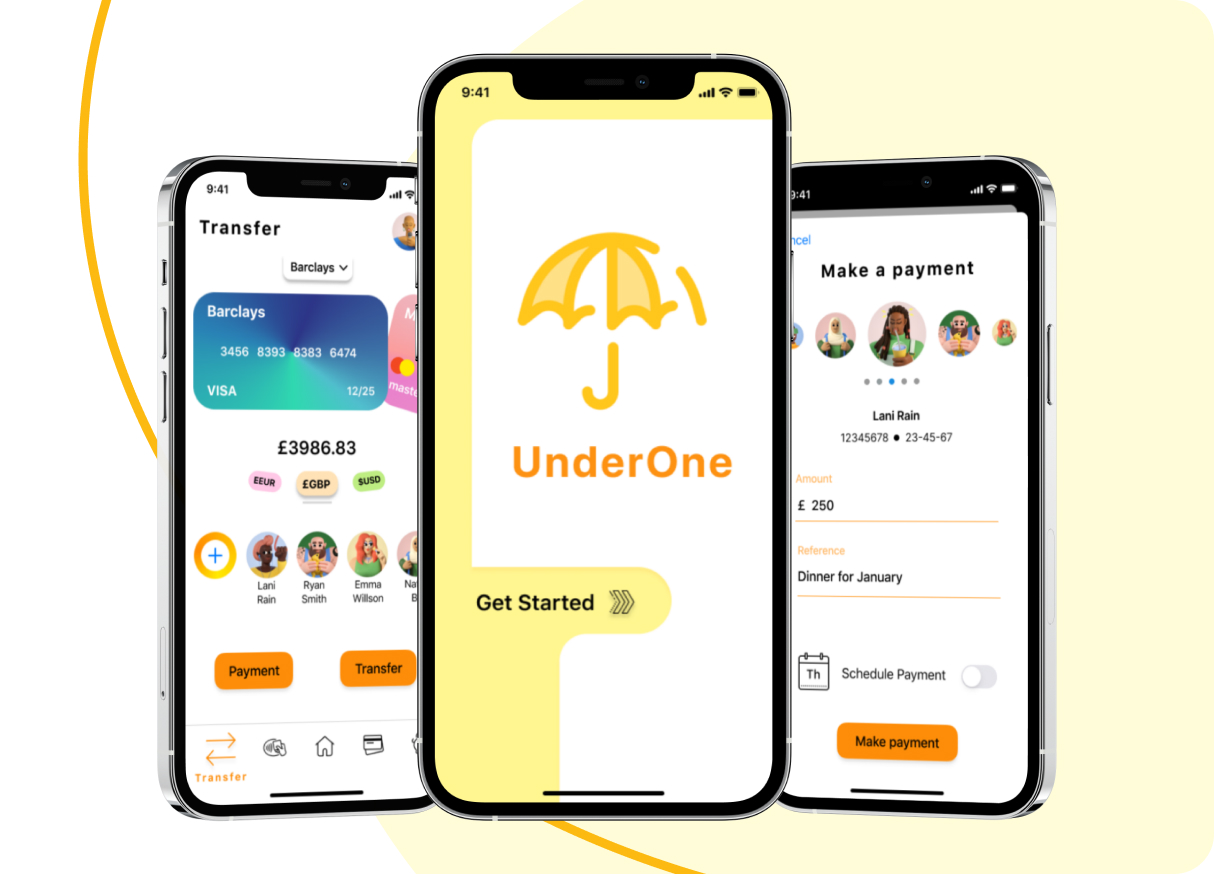 9:41
Transfer
Barclays
Barclays
3456 8393 8383 6474
VISA 12/25
M
maste
£3986.83
EEUR £GBP $USD
Lani
Rain
Ryan
Smith
Emma
Willson
Na
B
Payment Transfer
Transfer
9:41
UnderOne
Get Started
9:41
ncel
Make a payment
Lani Rain
12345678 • 23-45-67
Amount
£ 250
Reference
Dinner for January
Th Schedule Payment
Make payment